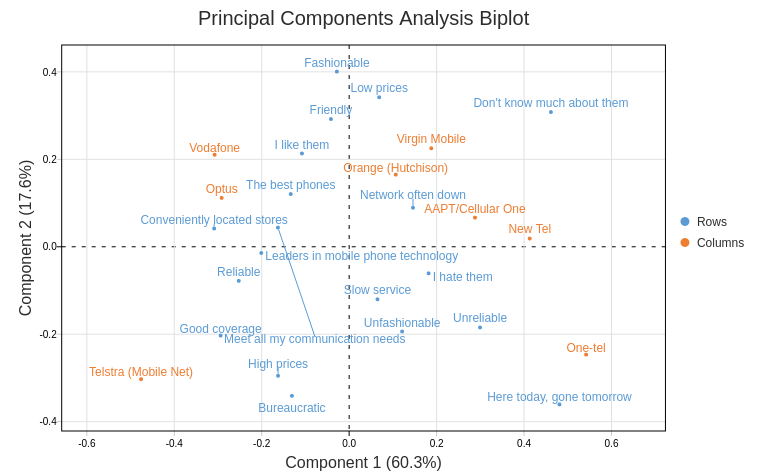 Principal Components Analysis Biplot
Component 2 (17.6%)
0.4
0.2
0.0
-0.2
-0.4
Fashionable
Low prices
Don't know much about them
Friendly
Virgin Mobile
I like them
Vodafone
Orange (Hutchison)
The best phones
Optus
Network often down
AAPT/Cellular One
Conveniently located stores
New Tel
Leaders in mobile phone technology
Reliable
I hate them
Slow service
Unreliable
Unfashionable
Good coverage
Meet all my communication needs
One-tel
High prices
Telstra (Mobile Net)
Here today, gone tomorrow
Bureaucratic
-0.6
-0.4
-0.2
0.0
0.2
0.4
0.6
Component 1 (60.3%)
Rows
Columns